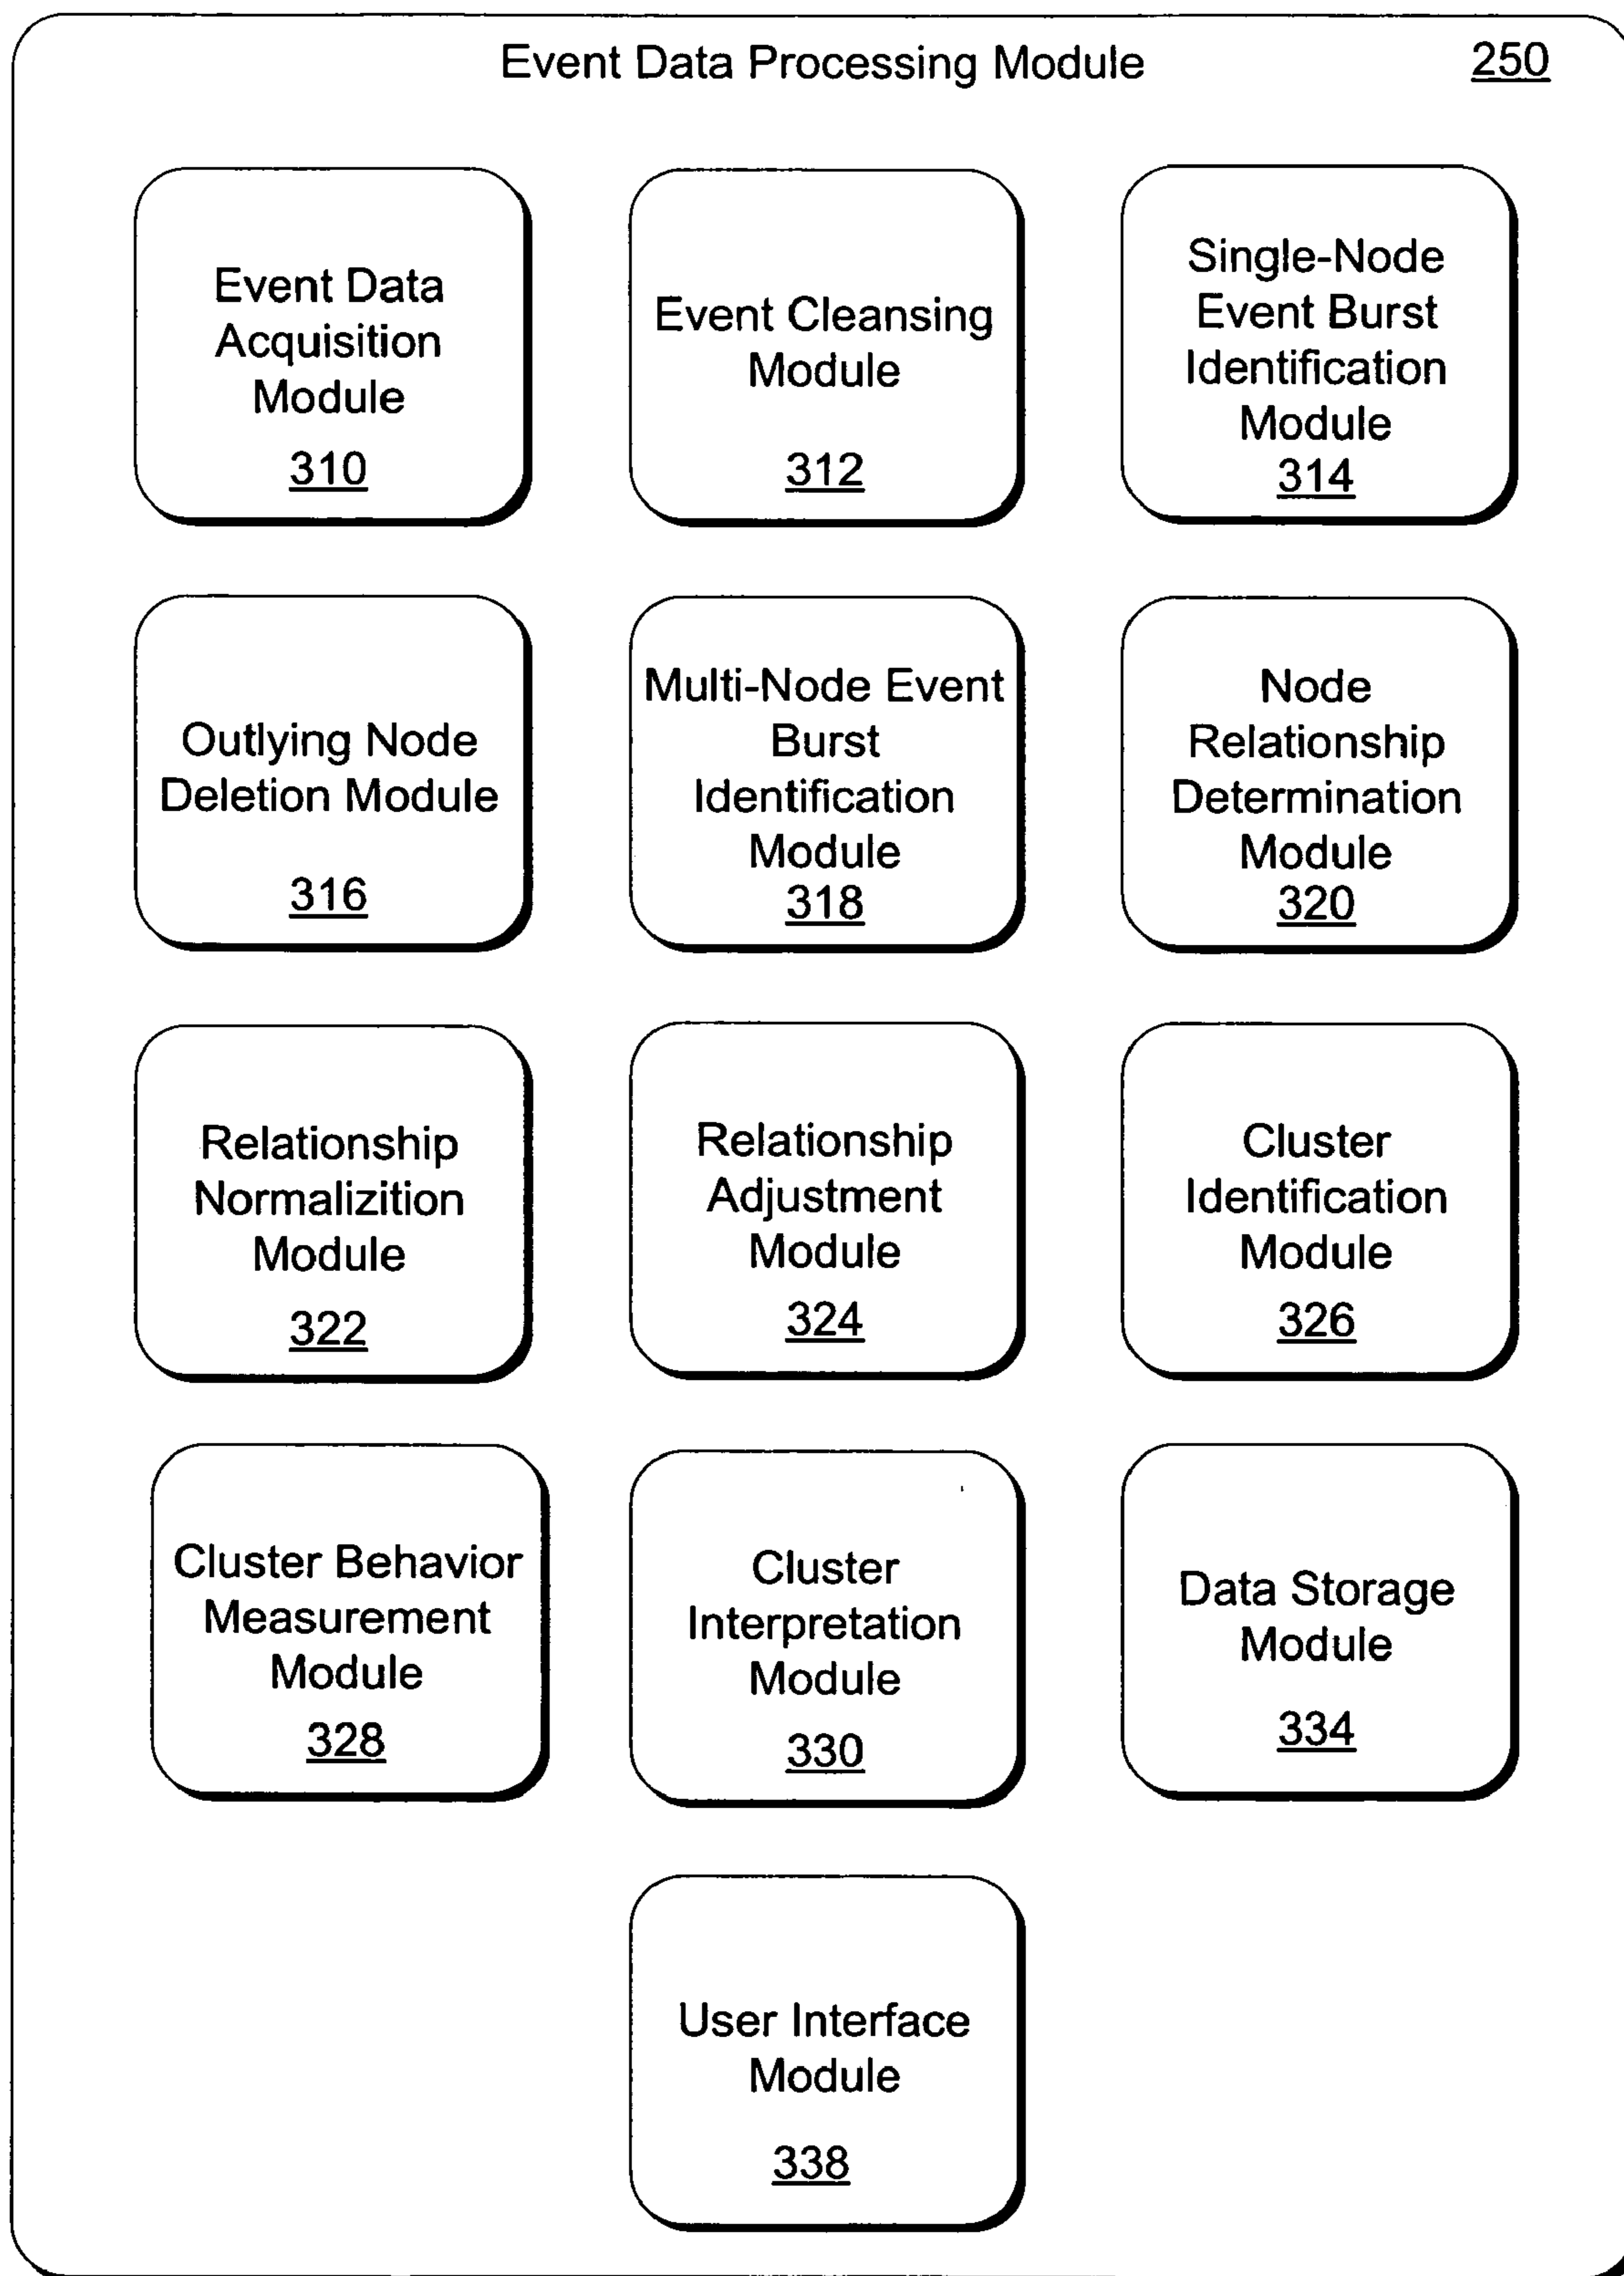 Event Data Processing Module
250
Event Data
Acquisition
Module
310
Event Cleansing
Module
312
Single-Node
Event Burst
Identification
Module
314
Outlying Node
Deletion Module
316
Multi-Node Event
Burst
Identification
Module
318
Node
Relationship
Determination
Module
320
Relationship
Normalizition
Module
322
Relationship
Adjustment
Module
324
Cluster
Identification
Module
326
Cluster Behavior
Measurement
Module
328
Cluster
Interpretation
Module
330
Data Storage
Module
334
User Interface
Module
338